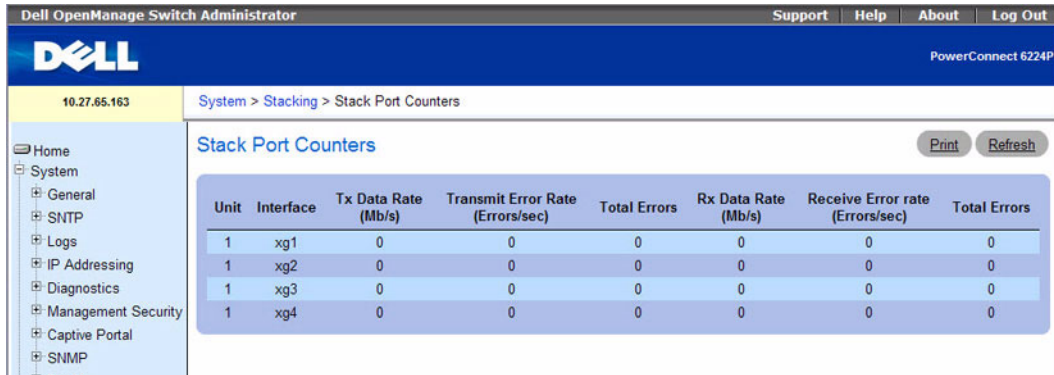 Dell OpenManage Switch Administrator
Support | Help | About | Log Out
DELL
PowerConnect 6224P
10.27.65.163
System > Stacking > Stack Port Counters
Home
System
General
SNTP
Logs
IP Addressing
Diagnostics
Management Security
Captive Portal
SNMP
Stack Port Counters
Print Refresh
Unit Interface Tx Data Rate (Mb/s) Transmit Error Rate (Errors/sec) Total Errors Rx Data Rate (Mb/s) Receive Error rate (Errors/sec) Total Errors
1 xg1 0 0 0 0 0 0
1 xg2 0 0 0 0 0 0
1 xg3 0 0 0 0 0 0
1 xg4 0 0 0 0 0 0